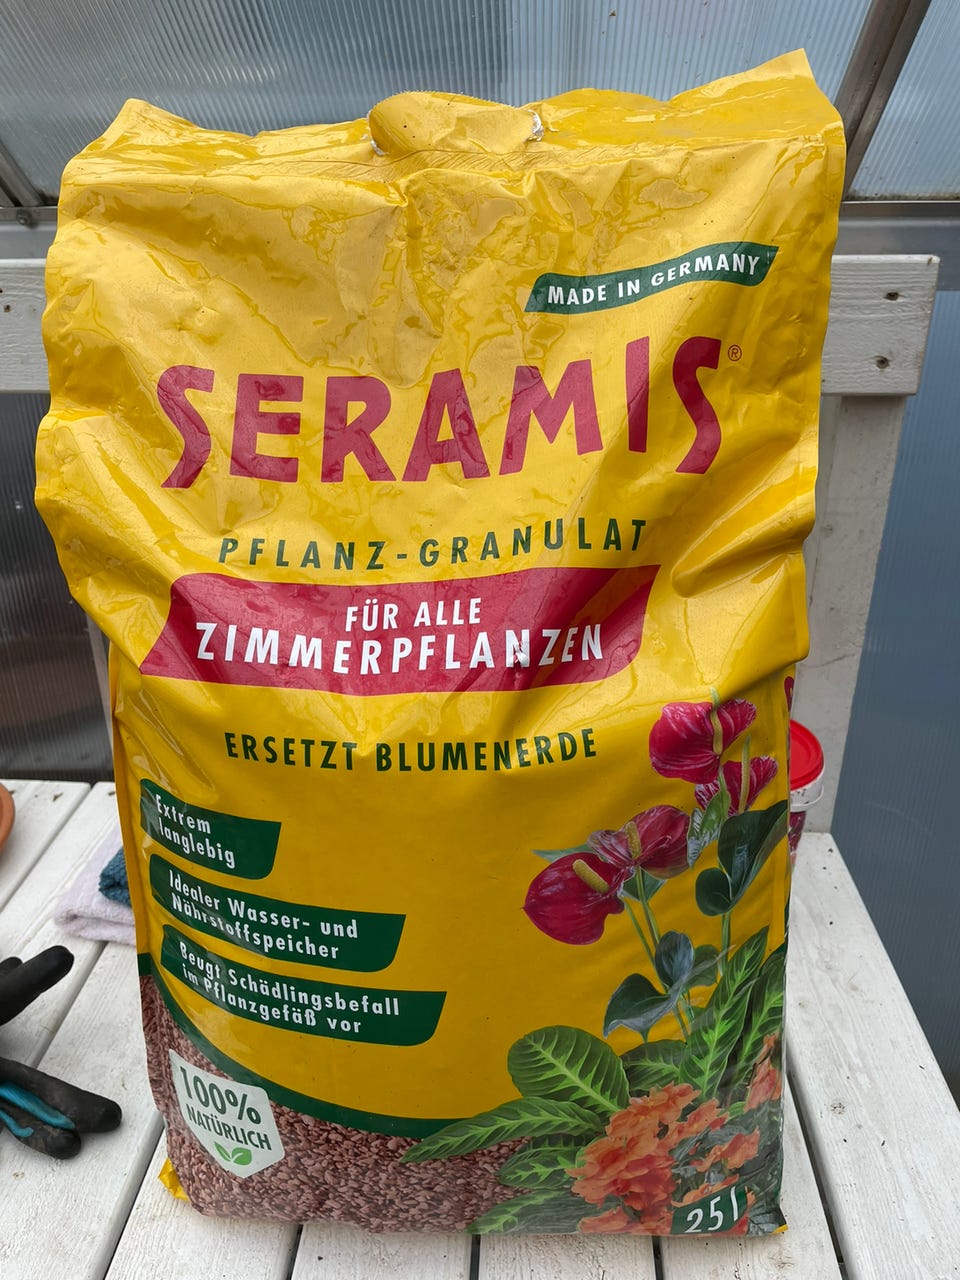 MADE IN GERMANY
SERAMIS®
PFLANZ-GRANULAT
FÜR ALLE
ZIMMERPFLANZEN
ERSETZT BLUMENERDE
Extrem
langlebig
Idealer Wasser- und
Nährstoffspeicher
Beugt Schädlingsbefall
im Pflanzgefäß vor
100%
NATÜRLICH
25 l